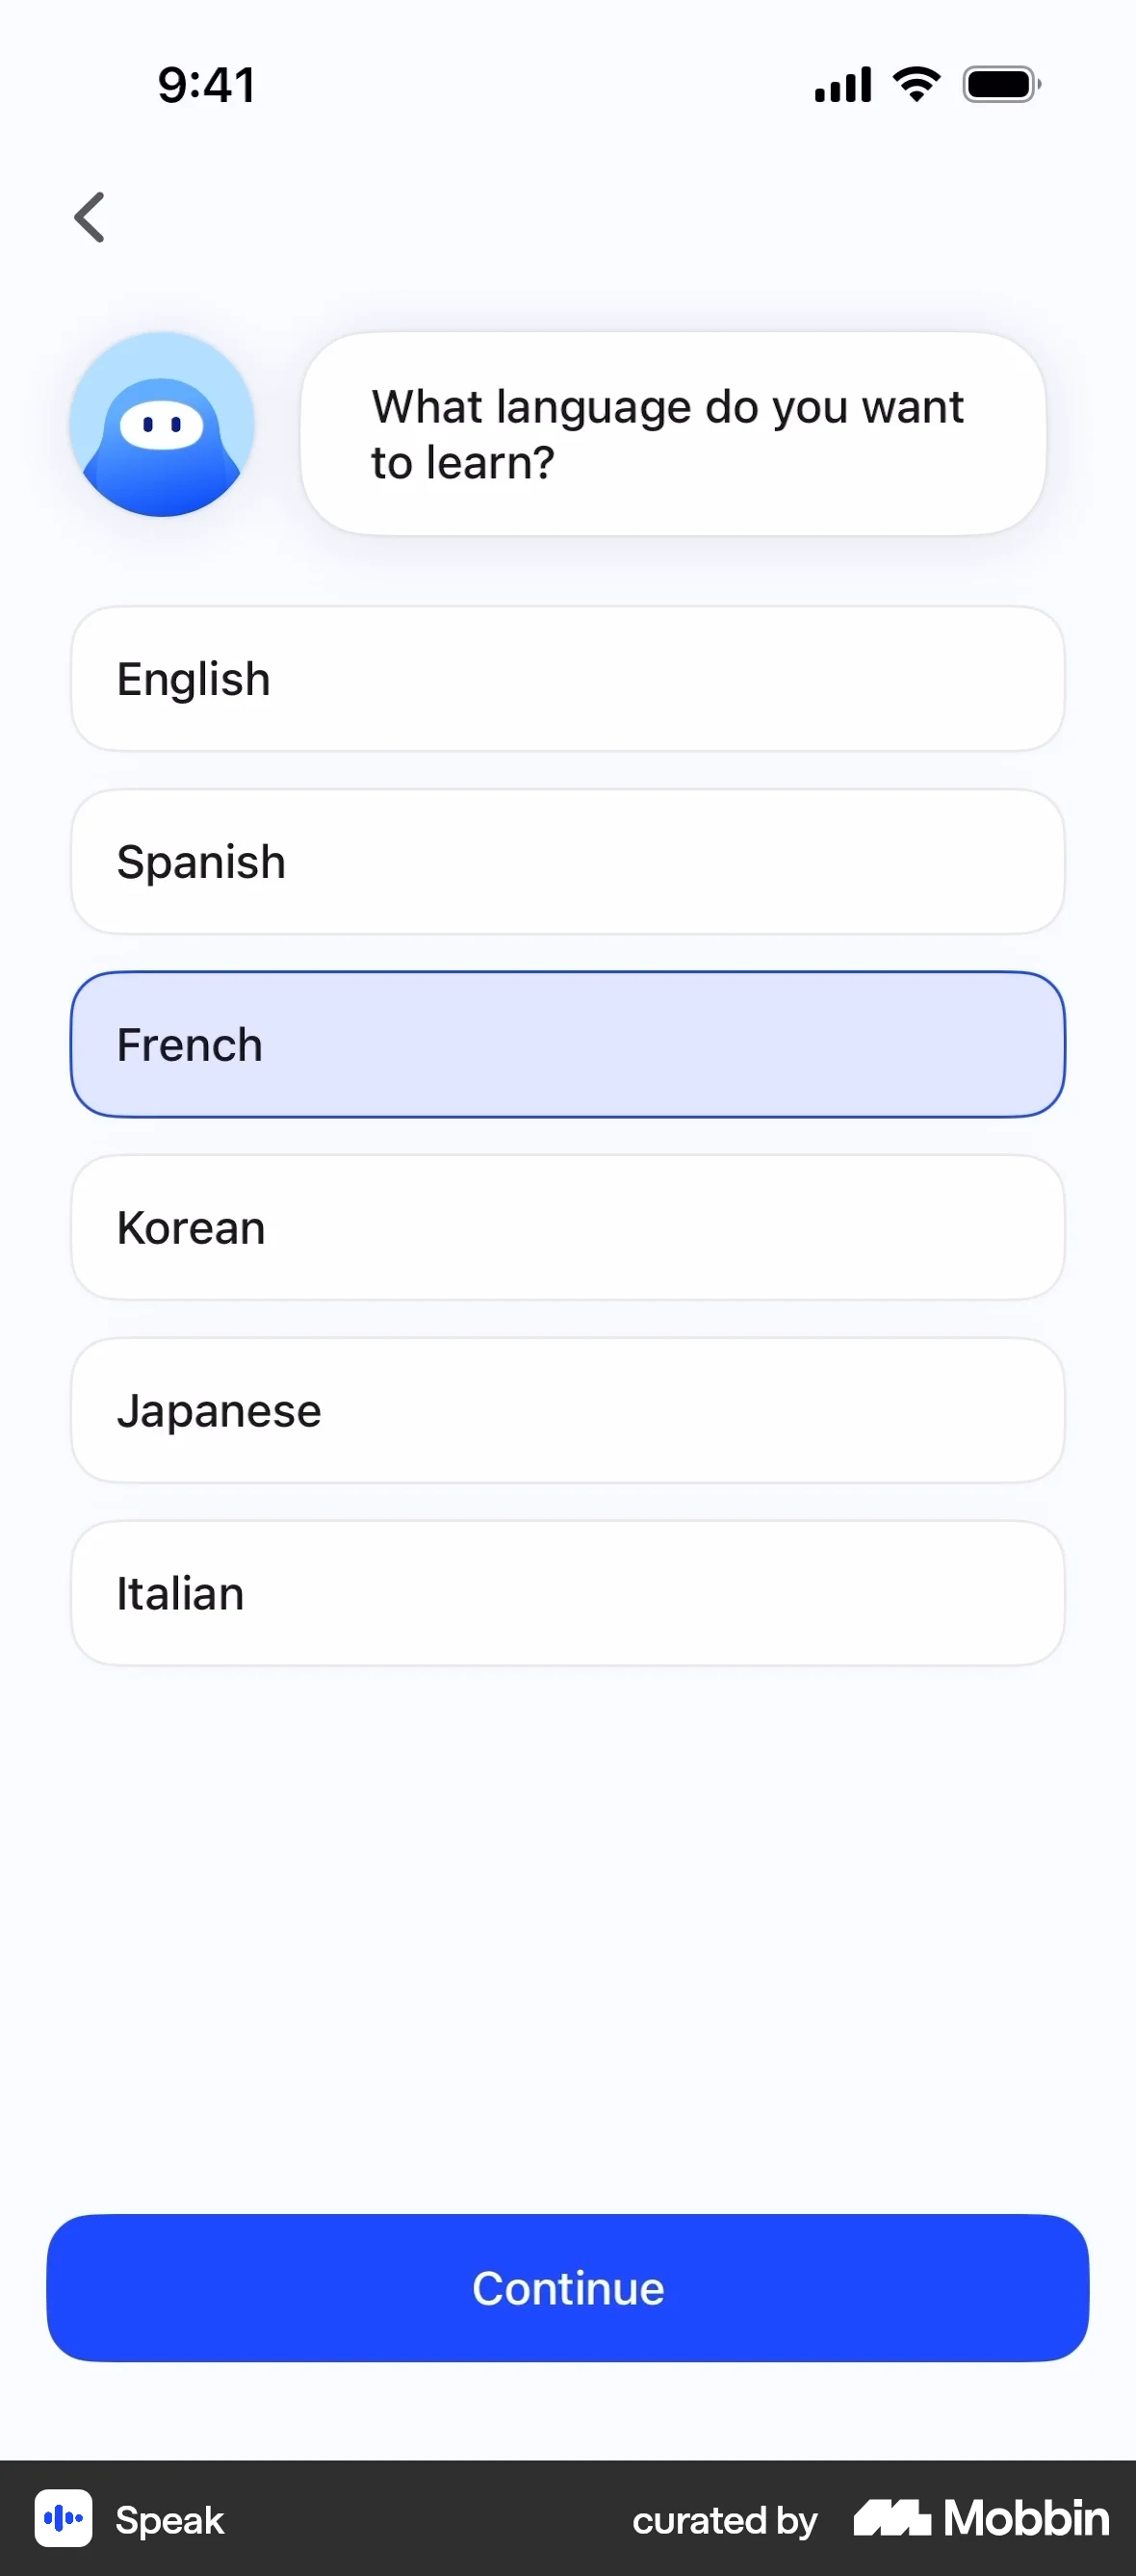 9:41
What language do you want
to learn?
English
Spanish
French
Korean
Japanese
Italian
Continue
Speak
curated by Mobbin